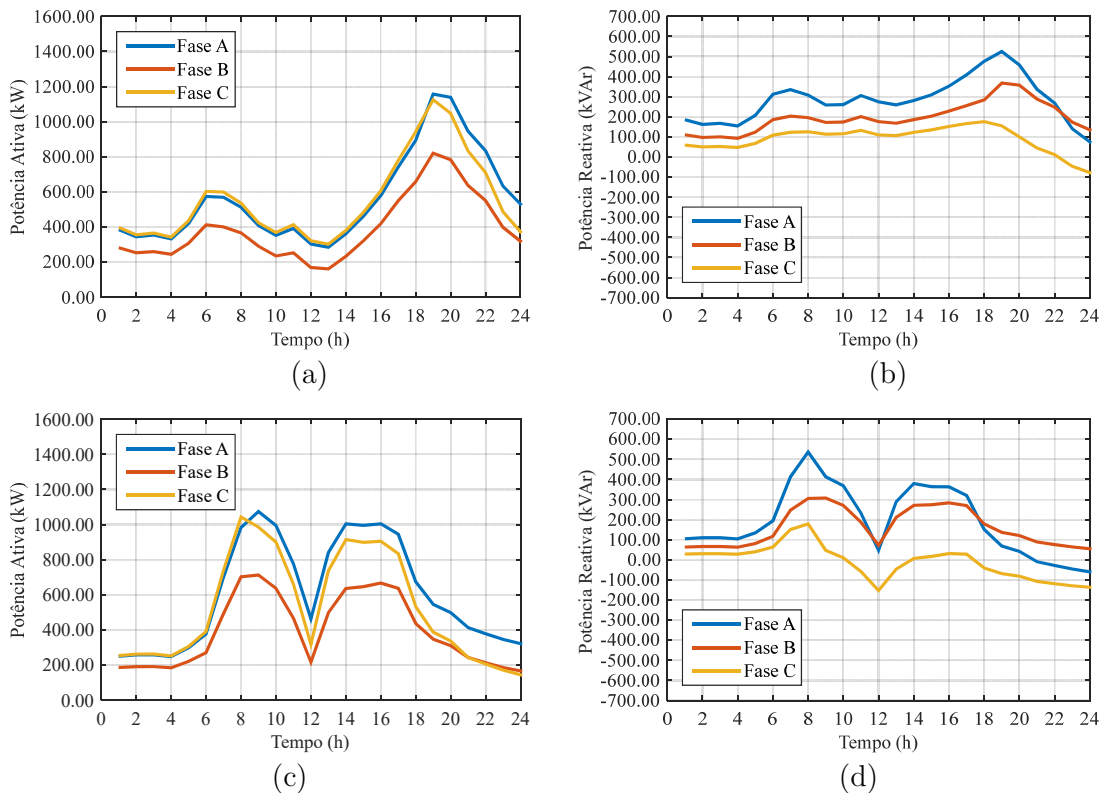 Potência Ativa (kW)
1600.00
1400.00
1200.00
1000.00
800.00
600.00
400.00
200.00
0.00
Fase A
Fase B
Fase C
0 2 4 6 8 10 12 14 16 18 20 22 24
Tempo (h)
(a)
Potência Reativa (kVAr)
700.00
600.00
500.00
400.00
300.00
200.00
100.00
0.00
-100.00
-200.00
-300.00
-400.00
-500.00
-600.00
-700.00
Fase A
Fase B
Fase C
0 2 4 6 8 10 12 14 16 18 20 22 24
Tempo (h)
(b)
Potência Ativa (kW)
1600.00
1400.00
1200.00
1000.00
800.00
600.00
400.00
200.00
0.00
Fase A
Fase B
Fase C
0 2 4 6 8 10 12 14 16 18 20 22 24
Tempo (h)
(c)
Potência Reativa (kVAr)
700.00
600.00
500.00
400.00
300.00
200.00
100.00
0.00
-100.00
-200.00
-300.00
-400.00
-500.00
-600.00
-700.00
Fase A
Fase B
Fase C
0 2 4 6 8 10 12 14 16 18 20 22 24
Tempo (h)
(d)